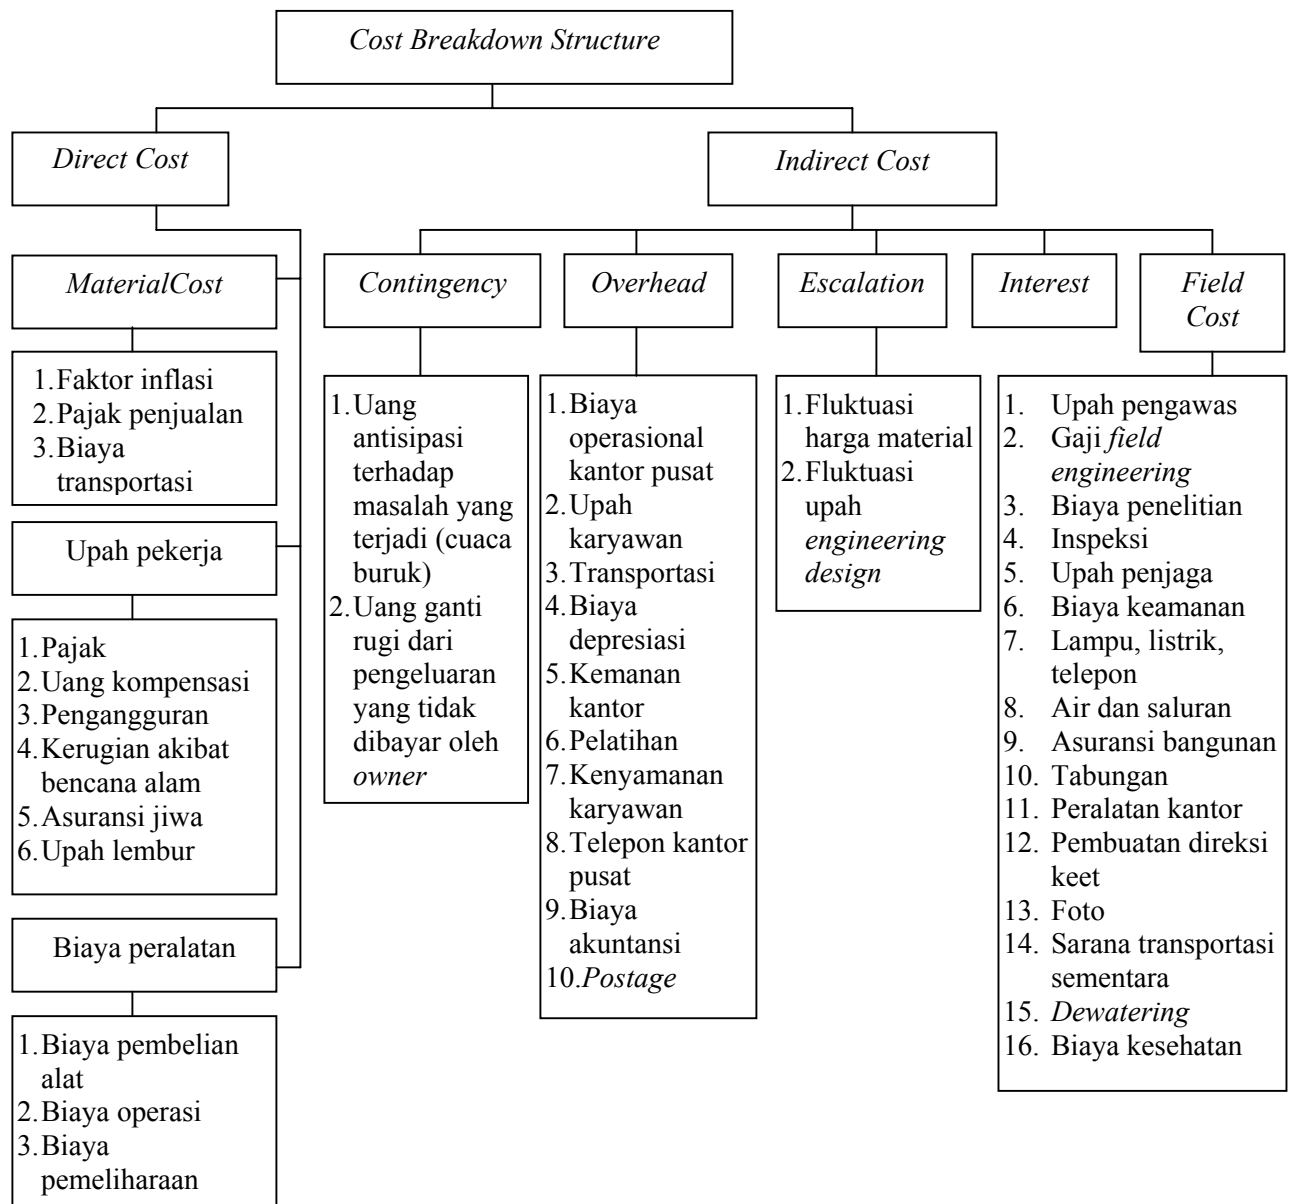 Cost Breakdown Structure
Direct Cost
Indirect Cost
MaterialCost
1. Faktor inflasi
2. Pajak penjualan
3. Biaya
transportasi
Upah pekerja
1. Pajak
2. Uang kompensasi
3. Pengangguran
4. Kerugian akibat
bencana alam
5. Asuransi jiwa
6. Upah lembur
Biaya peralatan
1. Biaya pembelian
alat
2. Biaya operasi
3. Biaya
pemeliharaan
Contingency
1. Uang
antisipasi
terhadap
masalah yang
terjadi (cuaca
buruk)
2. Uang ganti
rugi dari
pengeluaran
yang tidak
dibayar oleh
owner
Overhead
1. Biaya
operasional
kantor pusat
2. Upah
karyawan
3. Transportasi
4. Biaya
depresiasi
5. Kemanan
kantor
6. Pelatihan
7. Kenyamanan
karyawan
8. Telepon kantor
pusat
9. Biaya
akuntansi
10. Postage
Escalation
1. Fluktuasi
harga material
2. Fluktuasi
upah
engineering
design
Interest
Field
Cost
1. Upah pengawas
2. Gaji field
engineering
3. Biaya penelitian
4. Inspeksi
5. Upah penjaga
6. Biaya keamanan
7. Lampu, listrik,
telepon
8. Air dan saluran
9. Asuransi bangunan
10. Tabungan
11. Peralatan kantor
12. Pembuatan direksi
keet
13. Foto
14. Sarana transportasi
sementara
15. Dewatering
16. Biaya kesehatan